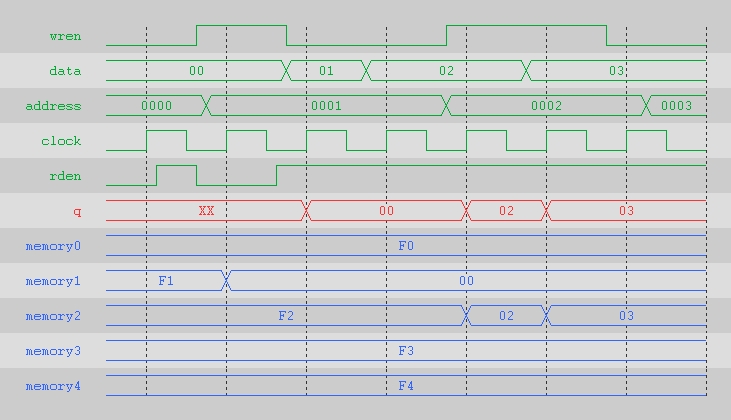 wren
data 00 01 02 03
address 0000 0001 0002 0003
clock
rden
q XX 00 02 03
memory0 F0
memory1 F1 00
memory2 F2 02 03
memory3 F3
memory4 F4